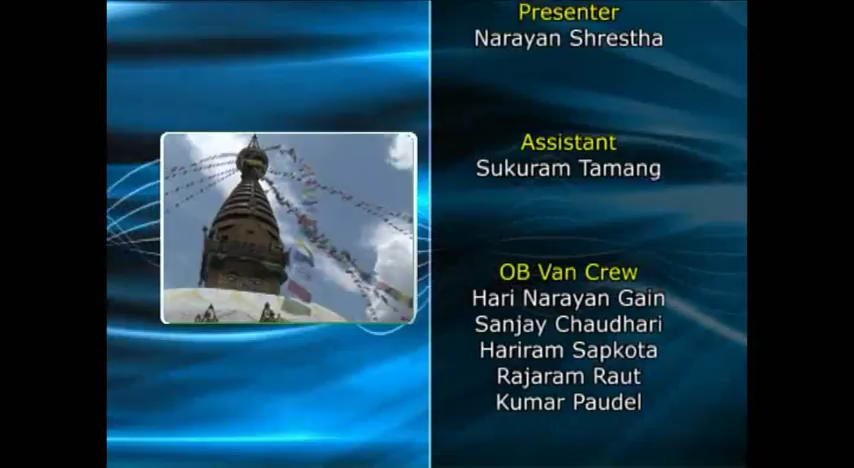 Presenter
Narayan Shrestha
Assistant
Sukuram Tamang
OB Van Crew
Hari Narayan Gain
Sanjay Chaudhari
Hariram Sapkota
Rajaram Raut
Kumar Paudel